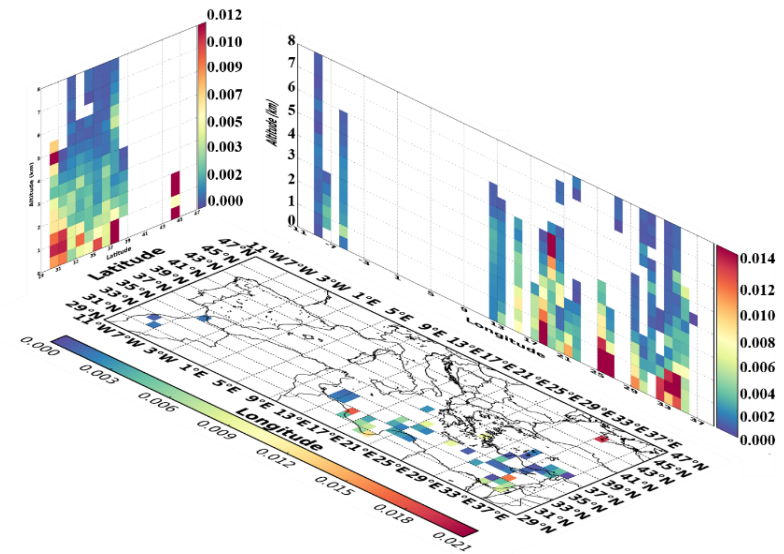 0.012
0.010
0.009
0.007
0.005
0.003
0.002
0.000
Altitude (km)
Latitude
8
7
6
5
4
3
2
1
0
Altitude (km)
Longitude
0.014
0.012
0.010
0.008
0.006
0.004
0.002
0.000
Latitude
47°N
45°N
43°N
41°N
39°N
37°N
35°N
33°N
31°N
29°N
11°W 7°W 3°W 1°E 5°E 9°E 13°E 17°E 21°E 25°E 29°E 33°E 37°E
11°W 7°W 3°W 1°E 5°E 9°E 13°E 17°E 21°E 25°E 29°E 33°E 37°E
47°N
45°N
43°N
41°N
39°N
37°N
35°N
33°N
31°N
29°N
Longitude
0.000
0.003
0.006
0.009
0.012
0.015
0.018
0.021